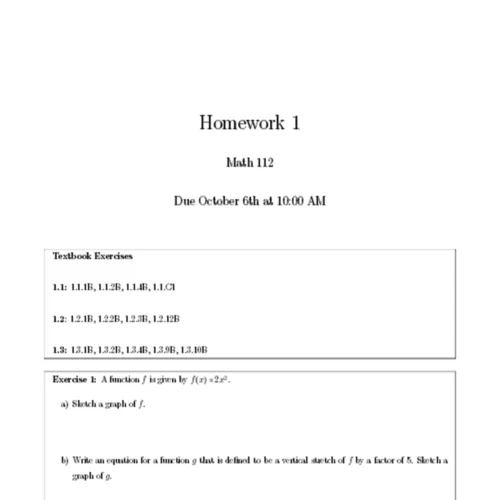 Homework 1
Math 112
Due October 6th at 10:00 AM
Textbook Exercises
1.1: 1.1.1B, 1.1.2B, 1.1.4B, 1.1.C1
1.2: 1.2.1B, 1.2.2B, 1.2.3B, 1.2.12B
1.3: 1.3.1B, 1.3.2B, 1.3.4B, 1.3.9B, 1.3.10B
Exercise 1: A function f is given by f(x) = 2x².
a) Sketch a graph of f.
b) Write an equation for a function g that is defined to be a vertical stretch of f by a factor of 5. Sketch a
graph of g.